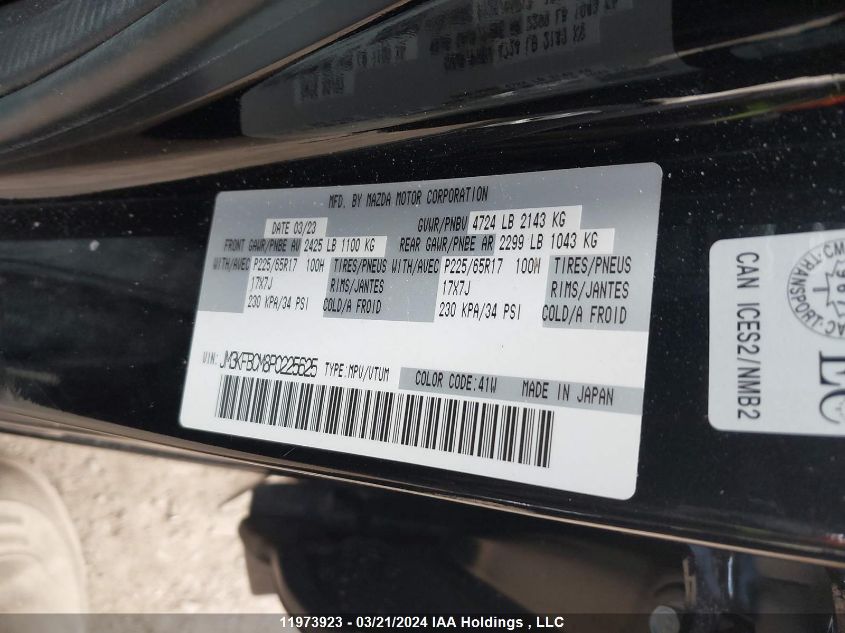 MFD. BY MAZDA MOTOR CORPORATION
DATE 03/23 GVWR/PNBV 4724 LB 2143 KG
FRONT GAWR/PNBE AV 2425 LB 1100 KG REAR GAWR/PNBE AR 2299 LB 1043 KG
WITH/AVEC P225/65R17 100H TIRES/PNEUS WITH/AVEC P225/65R17 100H TIRES/PNEUS
17X7J RIMS/JANTES 17X7J RIMS/JANTES
230 KPA/34 PSI COLD/A FROID 230 KPA/34 PSI COLD/A FROID
VIN: JM3KFBCM8P0225625 TYPE:MPV/VTUM COLOR CODE:41W MADE IN JAPAN
CAN ICES2/NMB2
TRANSPORT
11973923 - 03/21/2024 IAA Holdings , LLC